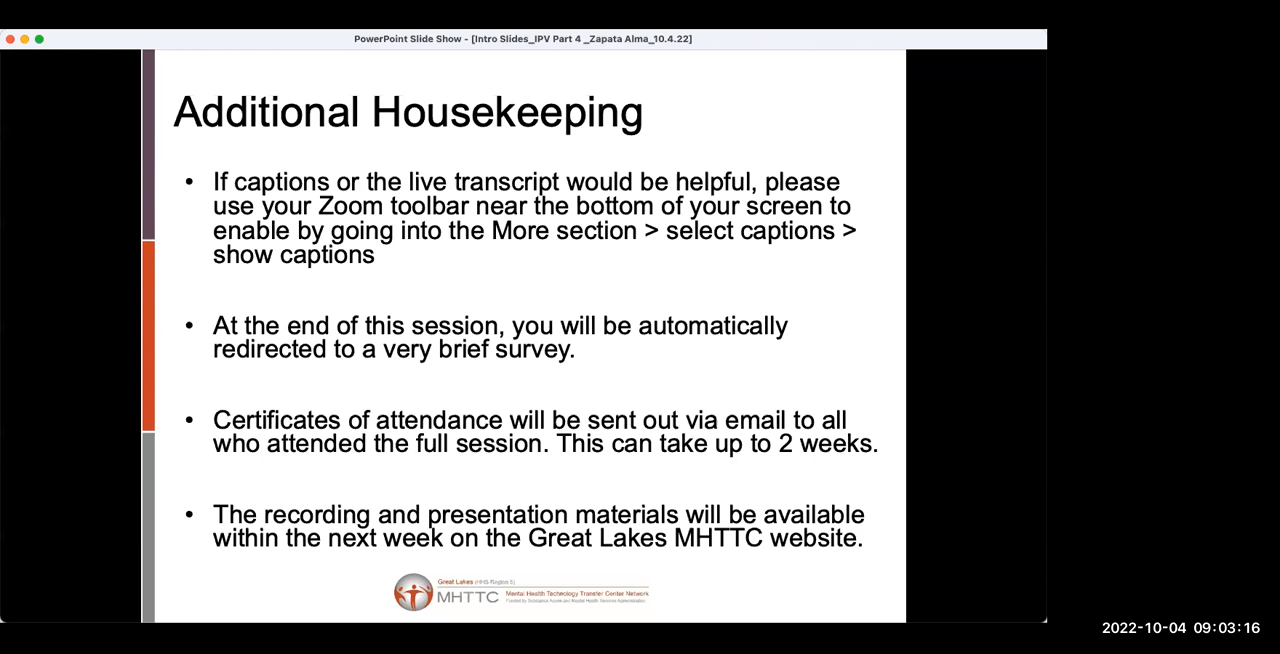 PowerPoint Slide Show - [Intro Slides_IPV Part 4 _Zapata Alma_10.4.22]
Additional Housekeeping
• If captions or the live transcript would be helpful, please
use your Zoom toolbar near the bottom of your screen to
enable by going into the More section > select captions >
show captions
• At the end of this session, you will be automatically
redirected to a very brief survey.
• Certificates of attendance will be sent out via email to all
who attended the full session. This can take up to 2 weeks.
• The recording and presentation materials will be available
within the next week on the Great Lakes MHTTC website.
Great Lakes (HHS Region 5)
MHTTC Mental Health Technology Transfer Center Network
Funded by Substance Abuse and Mental Health Services Administration
2022-10-04 09:03:16